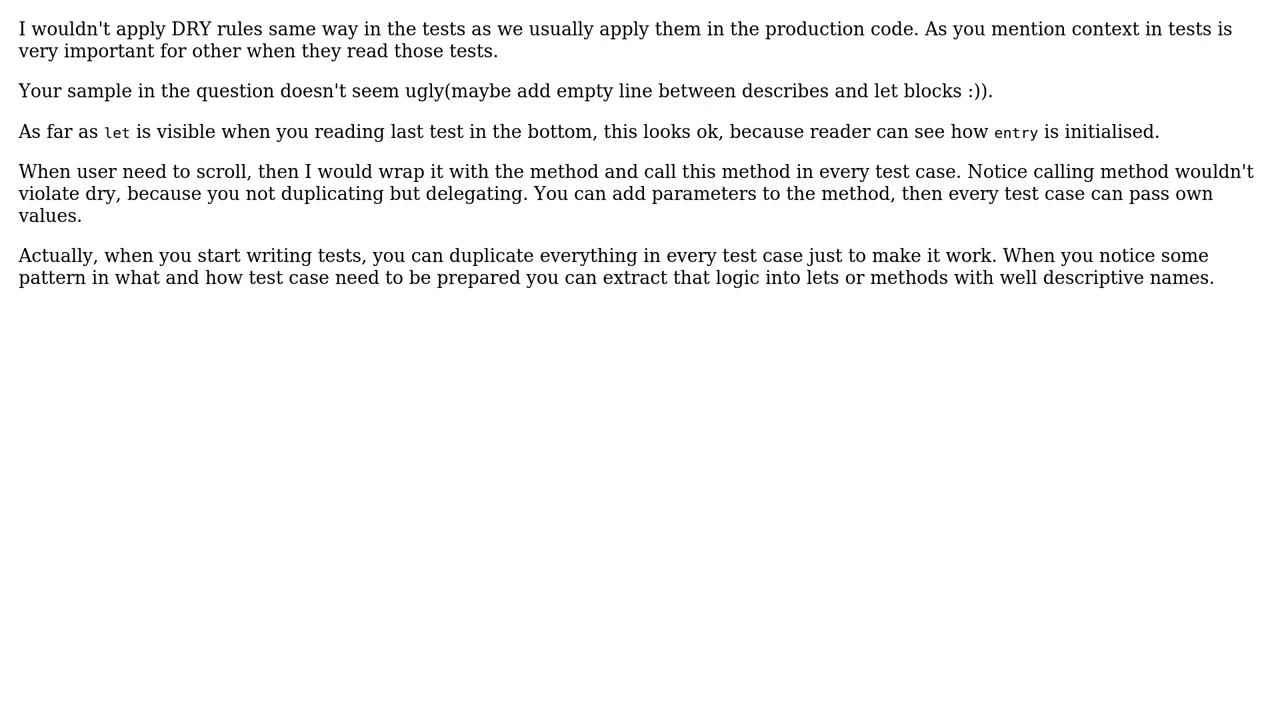 I wouldn't apply DRY rules same way in the tests as we usually apply them in the production code. As you mention context in tests is
very important for other when they read those tests.
Your sample in the question doesn't seem ugly(maybe add empty line between describes and let blocks :)).
As far as let is visible when you reading last test in the bottom, this looks ok, because reader can see how entry is initialised.
When user need to scroll, then I would wrap it with the method and call this method in every test case. Notice calling method wouldn't
violate dry, because you not duplicating but delegating. You can add parameters to the method, then every test case can pass own
values.
Actually, when you start writing tests, you can duplicate everything in every test case just to make it work. When you notice some
pattern in what and how test case need to be prepared you can extract that logic into lets or methods with well descriptive names.